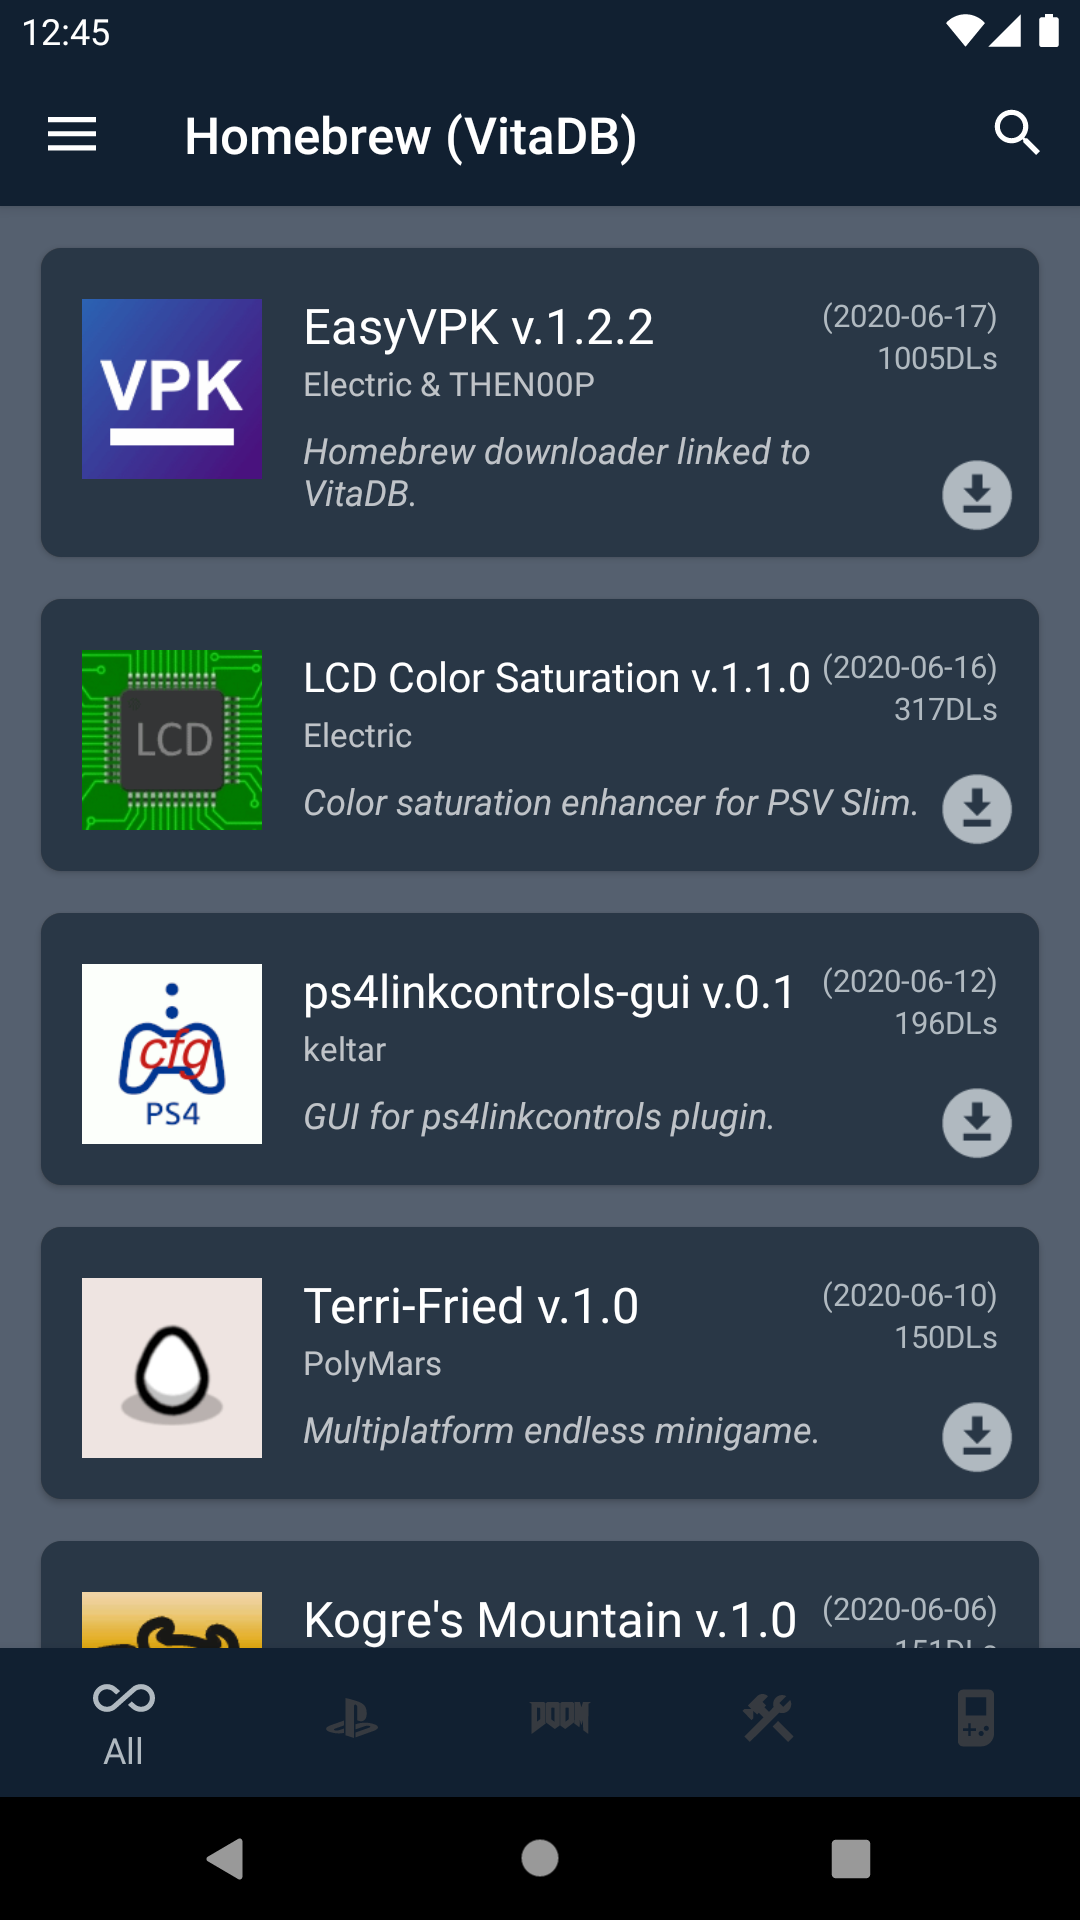 12:45
Homebrew (VitaDB)
VPK
EasyVPK v.1.2.2
(2020-06-17)
1005DLs
Electric & THEN00P
Homebrew downloader linked to
VitaDB.
LCD
LCD Color Saturation v.1.1.0
(2020-06-16)
317DLs
Electric
Color saturation enhancer for PSV Slim.
cfg
PS4
ps4linkcontrols-gui v.0.1
(2020-06-12)
196DLs
keltar
GUI for ps4linkcontrols plugin.
Terri-Fried v.1.0
(2020-06-10)
150DLs
PolyMars
Multiplatform endless minigame.
Kogre's Mountain v.1.0
(2020-06-06)
151DLs
DOOM
All